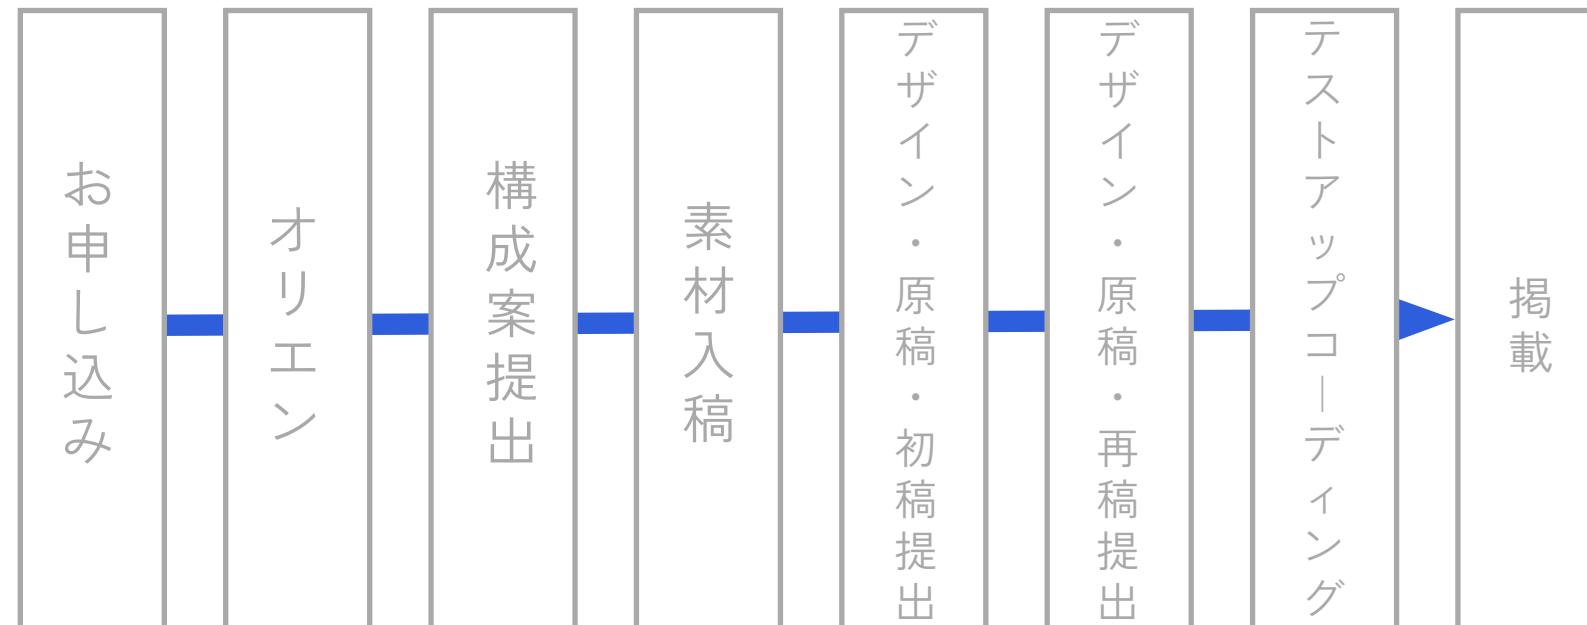 お申し込み
オリエン
構成案提出
素材入稿
デザイン・原稿・初稿提出
デザイン・原稿・再稿提出
テストアップコーディング
掲載